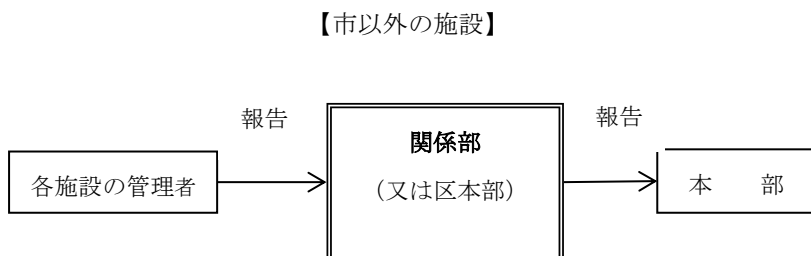 【市以外の施設】
報告
報告
各施設の管理者
関係部
（又は区本部）
本　　部